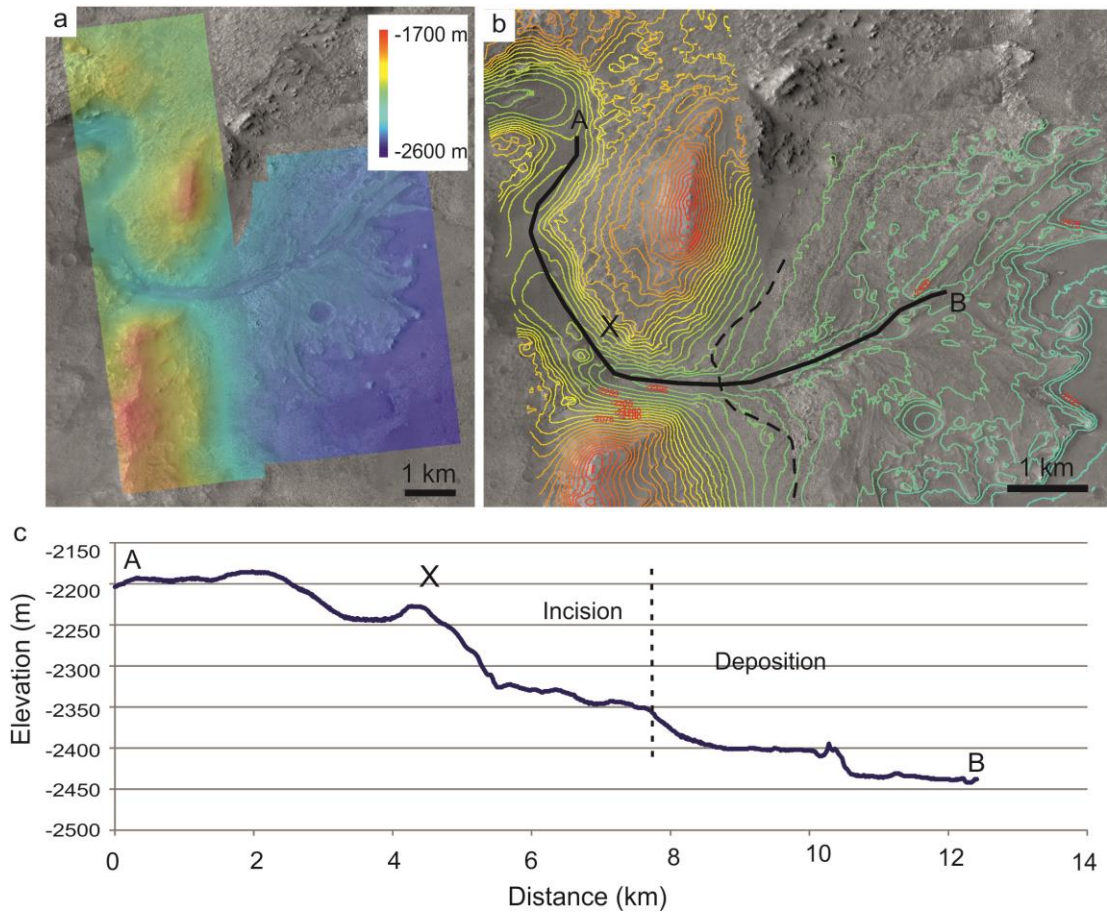 a
-1700 m
-2600 m
1 km
b
A
X
B
1 km
c
A
X
B
Incision
Deposition
Elevation (m)
-2150
-2200
-2250
-2300
-2350
-2400
-2450
-2500
0 2 4 6 8 10 12 14
Distance (km)